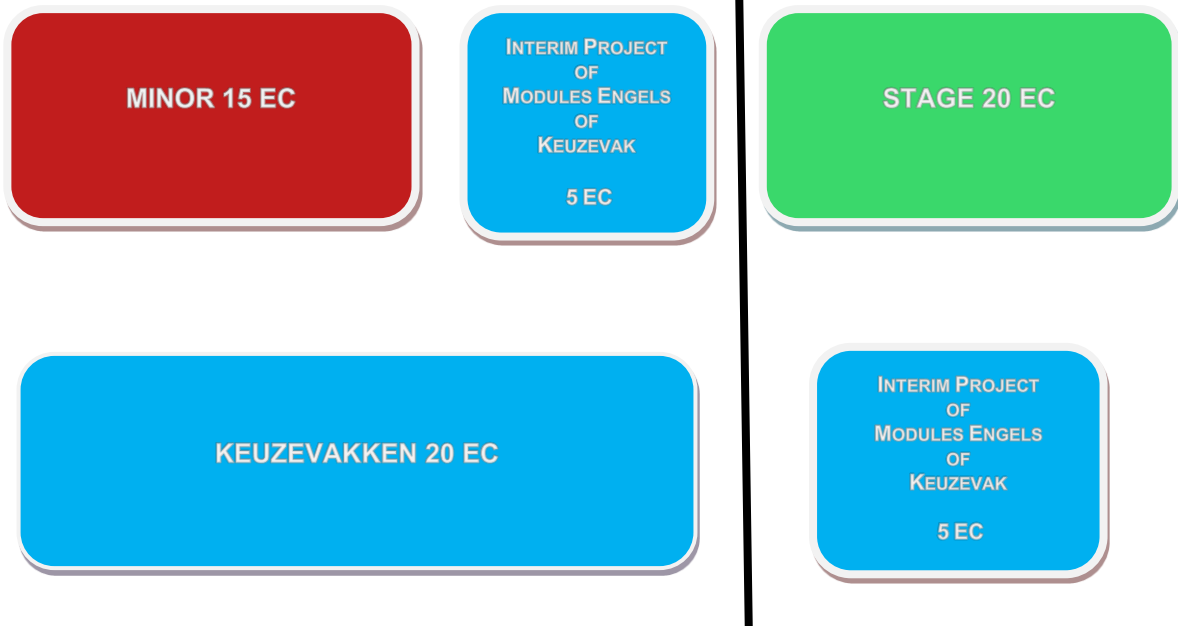 MINOR 15 EC
INTERIM PROJECT
OF
MODULES ENGELS
OF
KEUZEVAK
5 EC
STAGE 20 EC
KEUZEVAKKEN 20 EC
INTERIM PROJECT
OF
MODULES ENGELS
OF
KEUZEVAK
5 EC